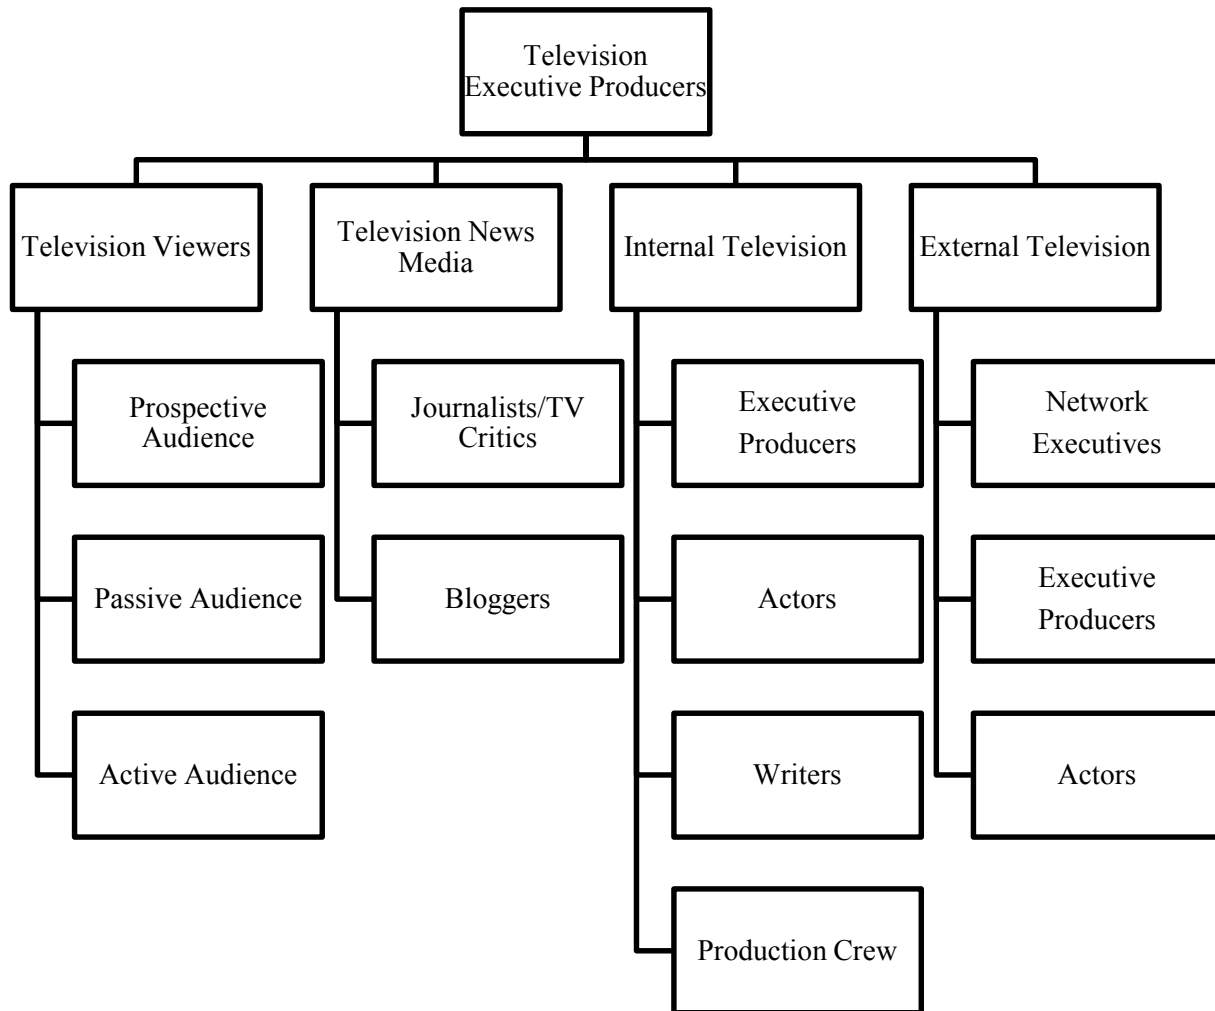 Television
Executive Producers
Television Viewers
Television News
Media
Internal Television
External Television
Prospective
Audience
Journalists/TV
Critics
Executive
Producers
Network
Executives
Passive Audience
Bloggers
Actors
Executive
Producers
Active Audience
Writers
Actors
Production Crew